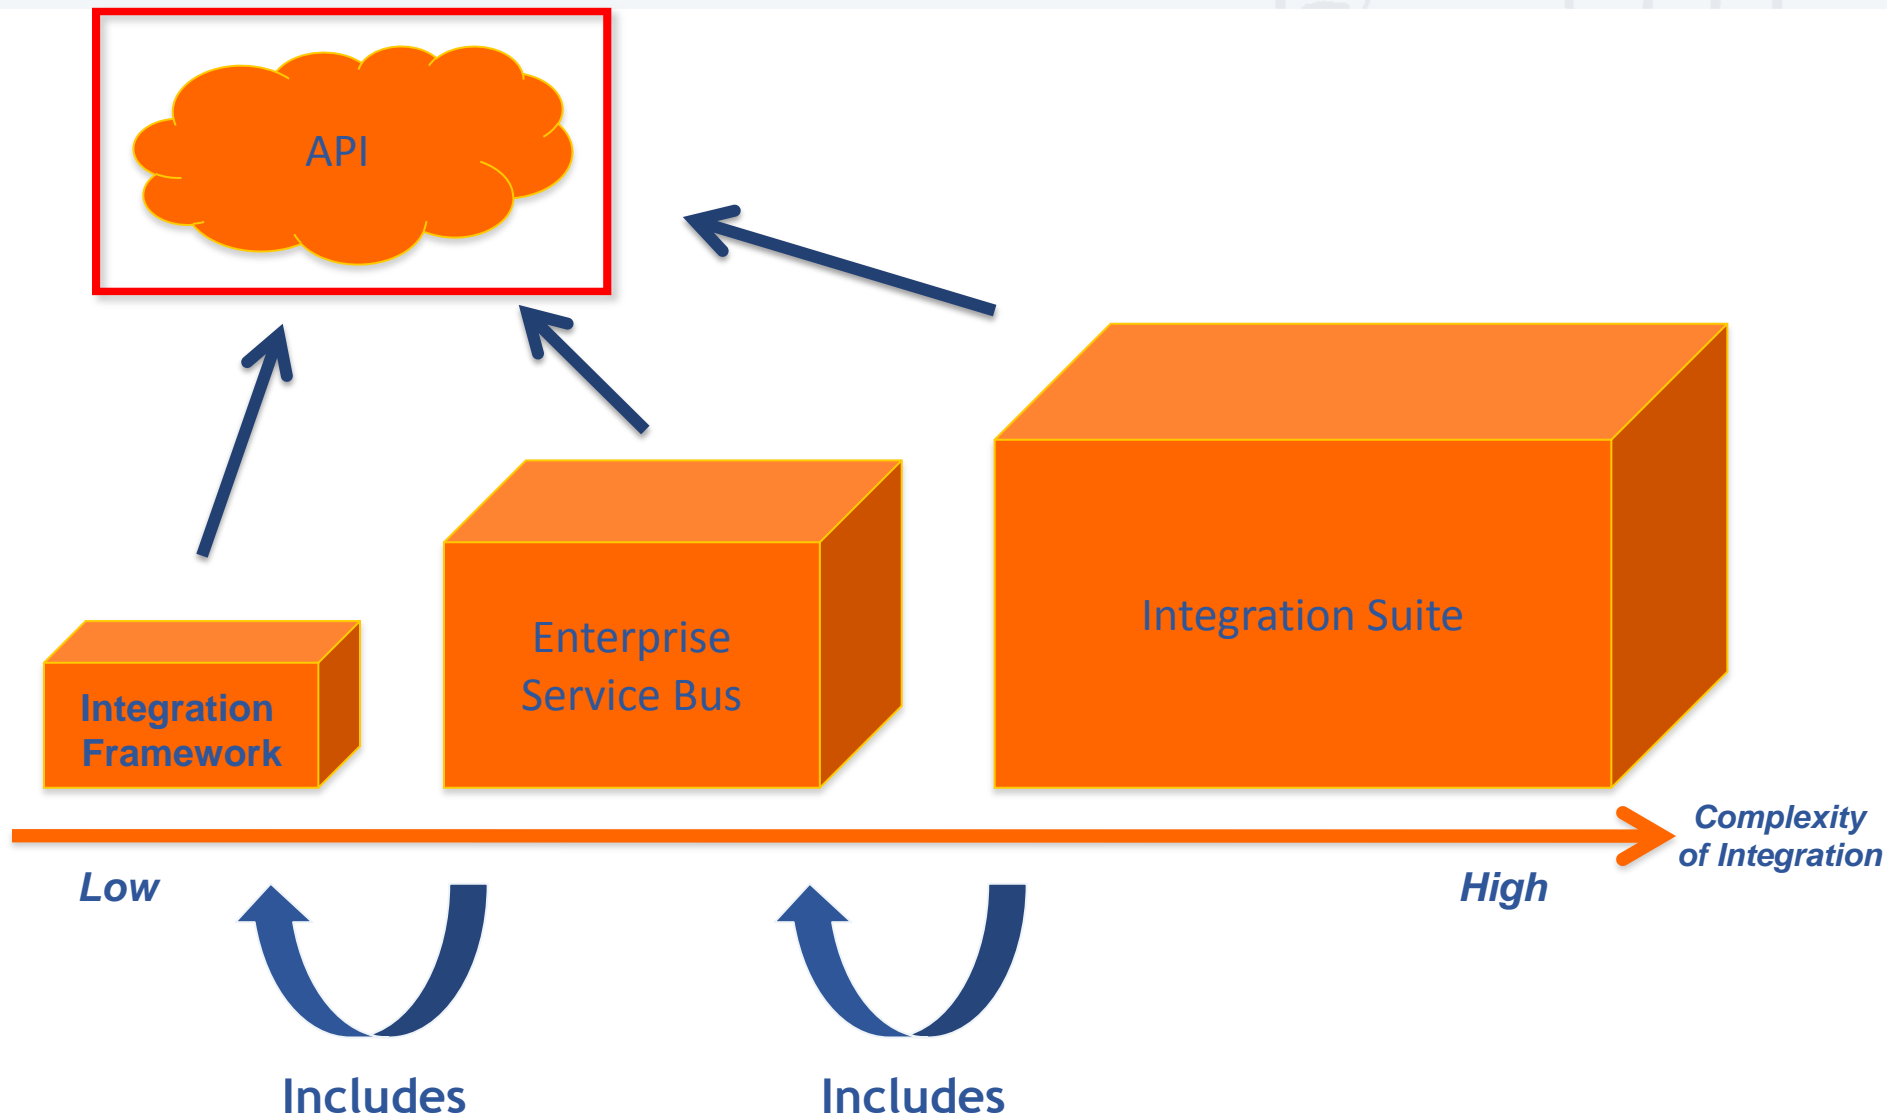 API
Integration Suite
Enterprise
Service Bus
Integration
Framework
Complexity
of Integration
Low
High
Includes
Includes